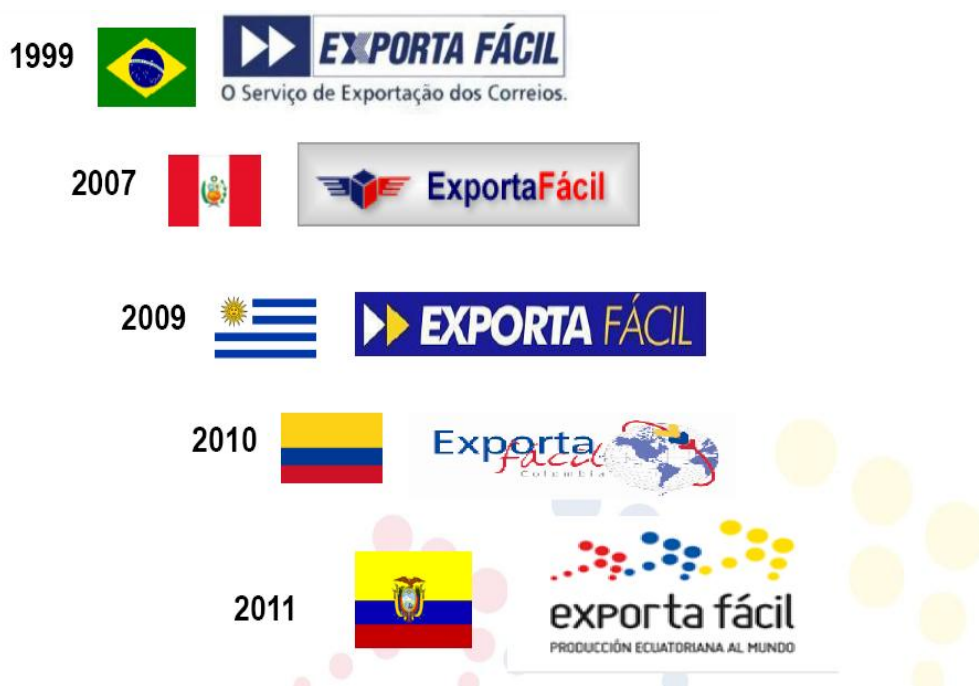 1999
EXPORTA FÁCIL
O Serviço de Exportação dos Correios.
2007
ExportaFácil
2009
EXPORTA FÁCIL
2010
Exporta
fácil
Colombia
2011
exporta fácil
PRODUCCIÓN ECUATORIANA AL MUNDO